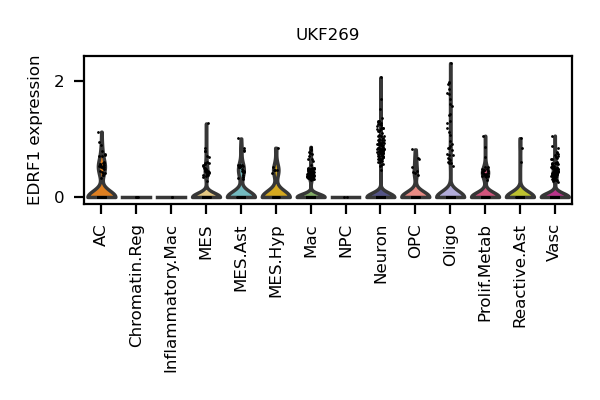 UKF269
EDRF1 expression
2
0
AC
Chromatin.Reg
Inflammatory.Mac
MES
MES.Ast
MES.Hyp
Mac
NPC
Neuron
OPC
Oligo
Prolif.Metab
Reactive.Ast
Vasc